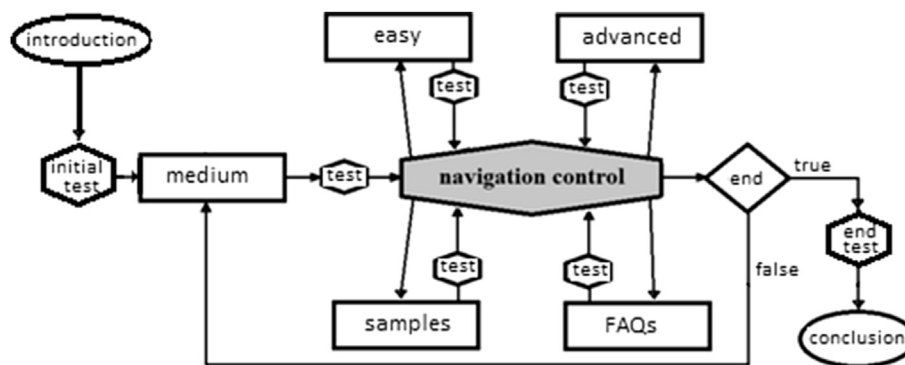 introduction
easy
advanced
test
test
initial
test
medium
test
navigation control
end
true
end
test
false
test
test
samples
FAQs
conclusion